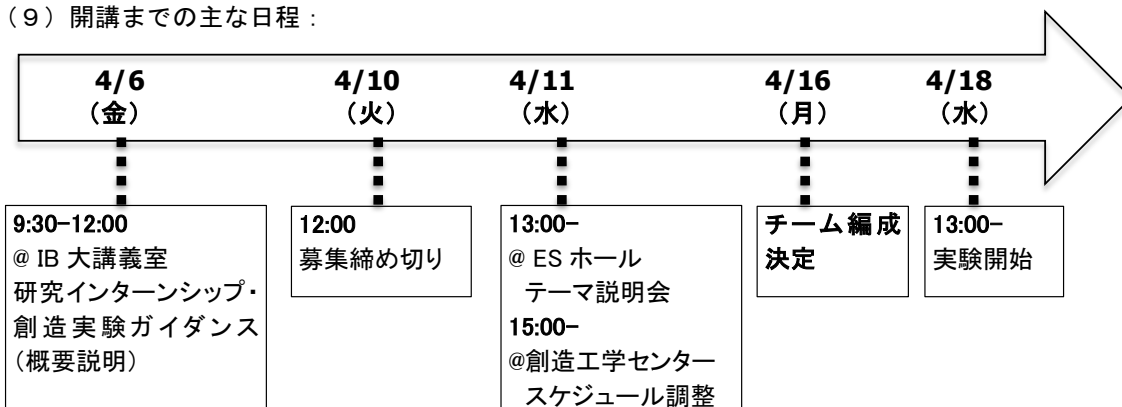 （９）開講までの主な日程：
4/6
（金）
4/10
（火）
4/11
（水）
4/16
（月）
4/18
（水）
9:30-12:00
@ IB 大講義室
研究インターンシップ・
創造実験ガイダンス
（概要説明）
12:00
募集締め切り
13:00-
@ ES ホール
テーマ説明会
15:00-
@創造工学センター
スケジュール調整
チーム編成
決定
13:00-
実験開始